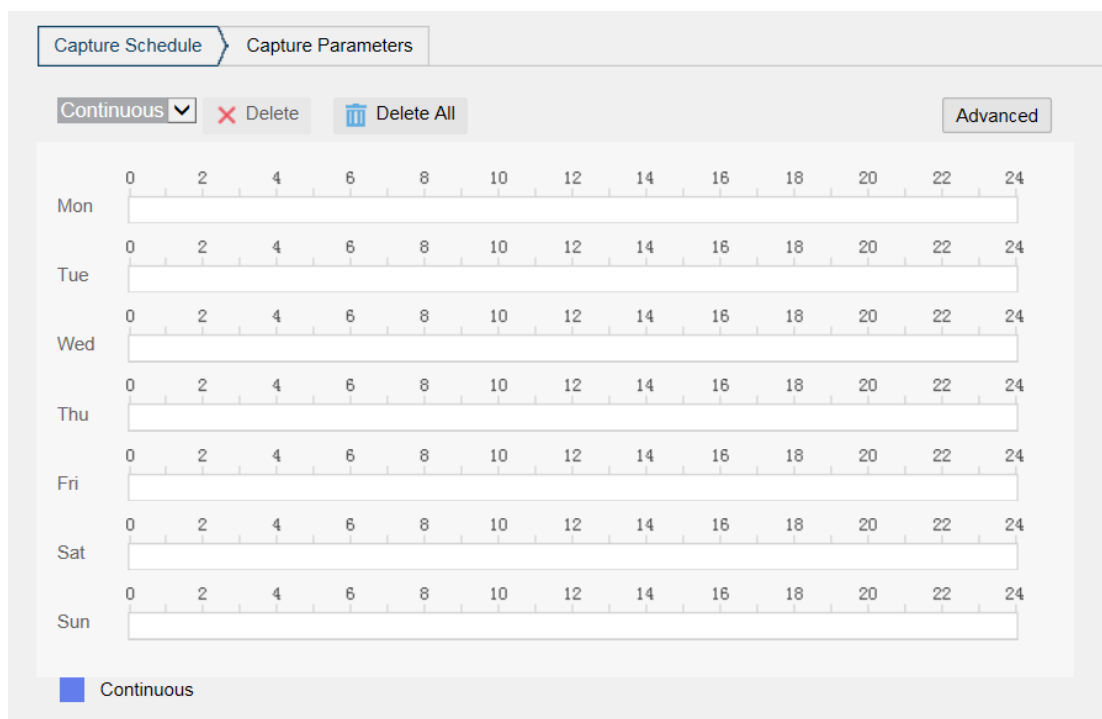 Capture Schedule Capture Parameters
Continuous Delete Delete All Advanced
0 2 4 6 8 10 12 14 16 18 20 22 24
Mon
0 2 4 6 8 10 12 14 16 18 20 22 24
Tue
0 2 4 6 8 10 12 14 16 18 20 22 24
Wed
0 2 4 6 8 10 12 14 16 18 20 22 24
Thu
0 2 4 6 8 10 12 14 16 18 20 22 24
Fri
0 2 4 6 8 10 12 14 16 18 20 22 24
Sat
0 2 4 6 8 10 12 14 16 18 20 22 24
Sun
Continuous